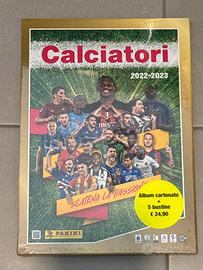 Calciatori
2022-2023
SCATENA LA PASSIONE
Album cartonato
+
5 bustine
€ 24,90
PANINI